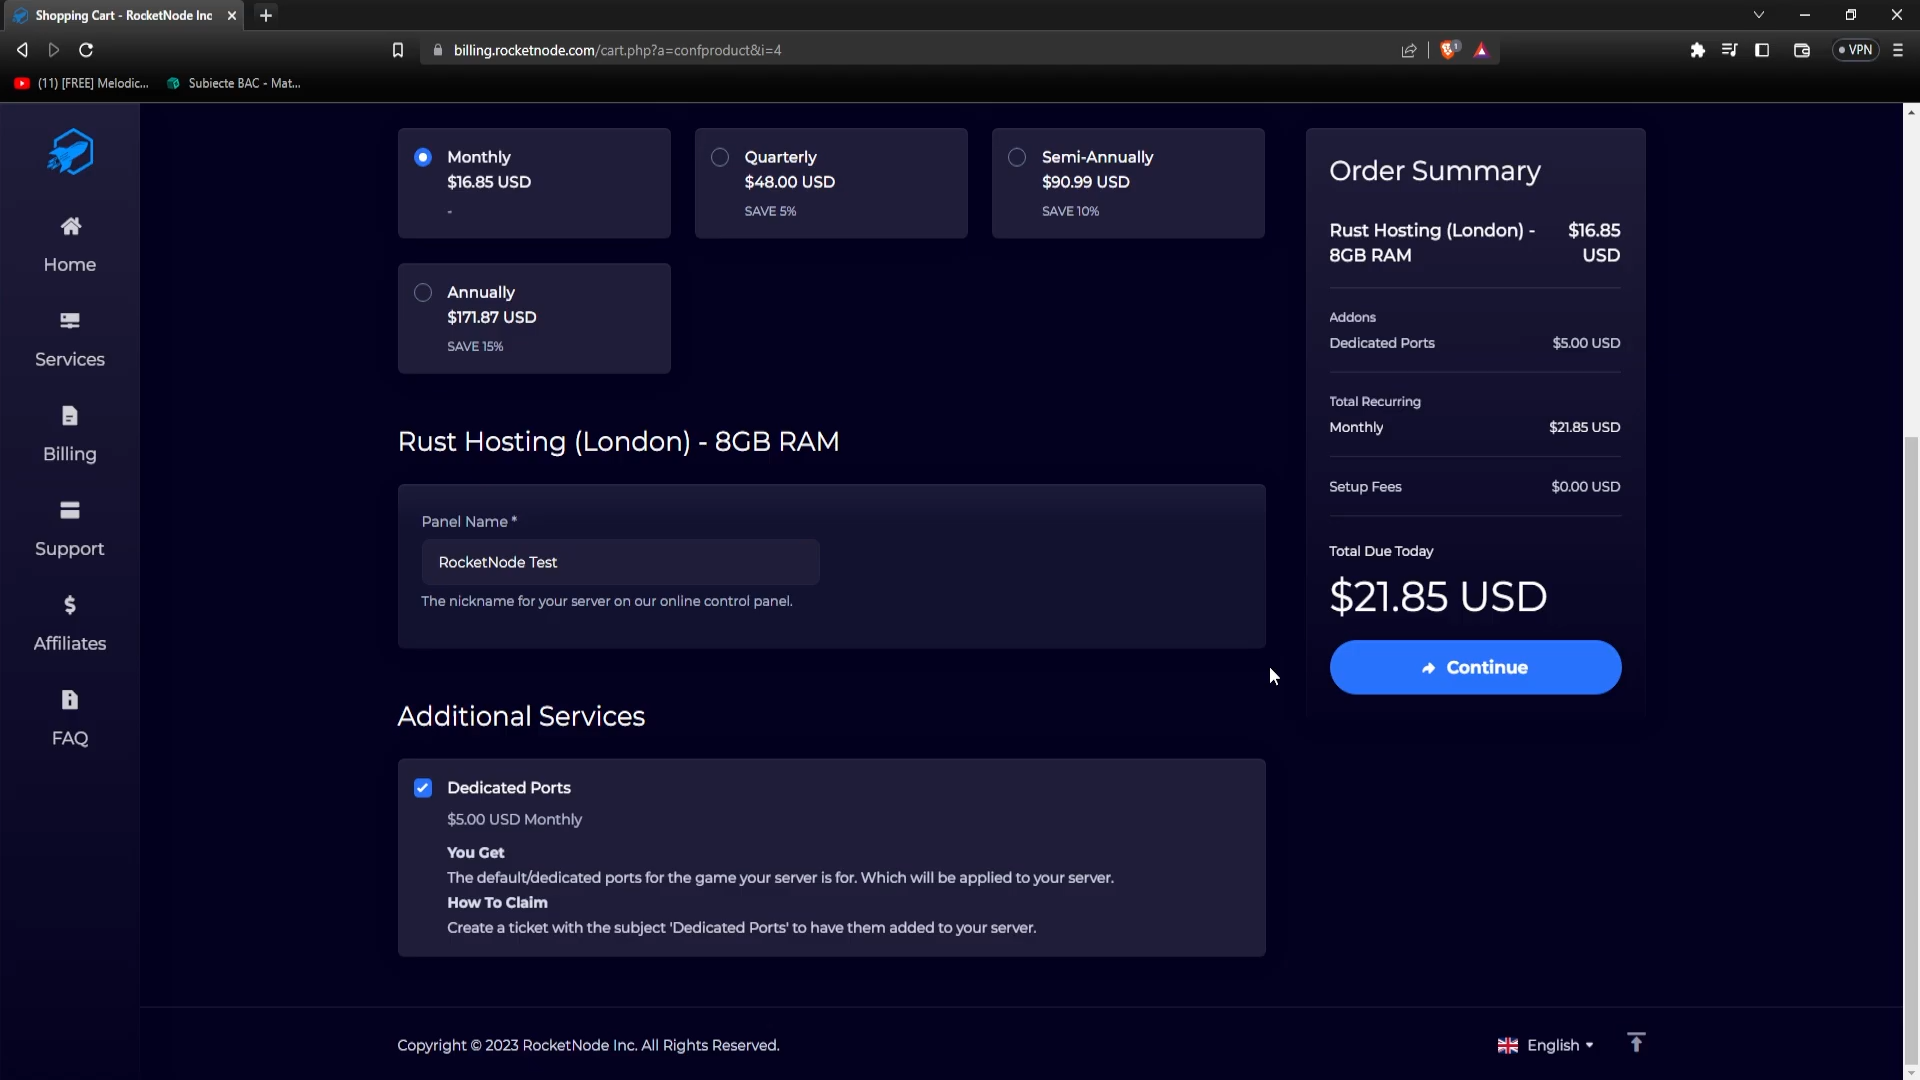 Shopping Cart - RocketNode Inc
billing.rocketnode.com/cart.php?a=confproduct&i=4
1
VPN
(11) [FREE] Melodic...
Subiecte BAC - Mat...
Home
Services
Billing
Support
Affiliates
FAQ
Monthly
$16.85 USD
-
Quarterly
$48.00 USD
SAVE 5%
Semi-Annually
$90.99 USD
SAVE 10%
Annually
$171.87 USD
SAVE 15%
Rust Hosting (London) - 8GB RAM
Panel Name *
RocketNode Test
The nickname for your server on our online control panel.
Additional Services
Dedicated Ports
$5.00 USD Monthly
You Get
The default/dedicated ports for the game your server is for. Which will be applied to your server.
How To Claim
Create a ticket with the subject 'Dedicated Ports' to have them added to your server.
Order Summary
Rust Hosting (London) - $16.85
8GB RAM USD
Addons
Dedicated Ports $5.00 USD
Total Recurring
Monthly $21.85 USD
Setup Fees $0.00 USD
Total Due Today
$21.85 USD
Continue
Copyright © 2023 RocketNode Inc. All Rights Reserved.
English